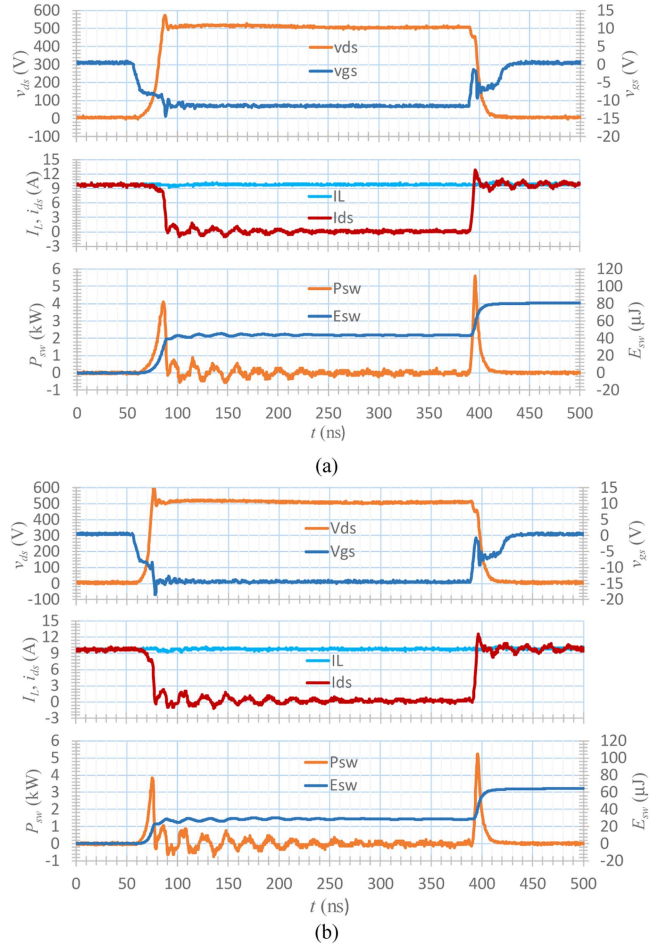 600
500
400
300
200
100
0
-100
v_ds (V)
vds
vgs
15
10
5
0
-5
-10
-15
-20
v_gs (V)
15
12
9
6
3
0
-3
I_L, i_ds (A)
IL
Ids
6
5
4
3
2
1
0
-1
P_sw (kW)
Psw
Esw
120
100
80
60
40
20
0
-20
-40
E_sw (µJ)
0 50 100 150 200 250 300 350 400 450 500
t (ns)
(a)
600
500
400
300
200
100
0
-100
v_ds (V)
Vds
Vgs
15
10
5
0
-5
-10
-15
-20
v_gs (V)
15
12
9
6
3
0
-3
I_L, i_ds (A)
IL
Ids
6
5
4
3
2
1
0
-1
P_sw (kW)
Psw
Esw
120
100
80
60
40
20
0
-20
-40
E_sw (µJ)
0 50 100 150 200 250 300 350 400 450 500
t (ns)
(b)